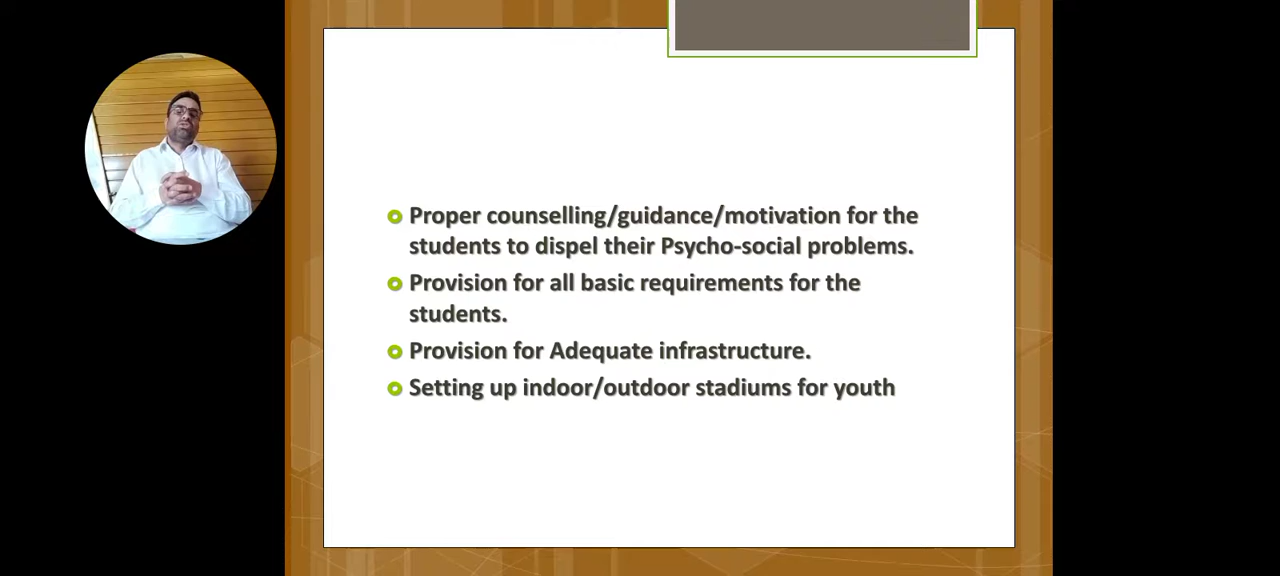 Proper counselling/guidance/motivation for the
students to dispel their Psycho-social problems.
Provision for all basic requirements for the
students.
Provision for Adequate infrastructure.
Setting up indoor/outdoor stadiums for youth